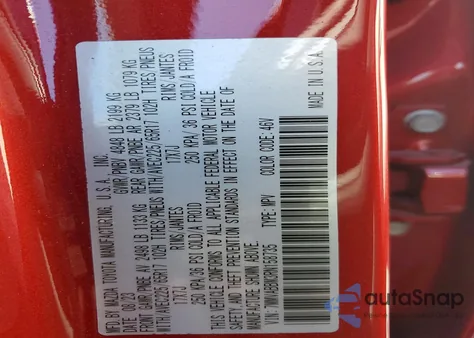 MFD BY MAZDA TOYOTA MANUFACTURING, U.S.A., INC.
DATE: 08/23 GVWR/PNBV 4848 LB 2199 KG
FRONT GAWR/PNBE AV 2498 LB 1133 KG REAR GAWR/PNBE AR 2379 LB 1079 KG
WITH/AVEC225/65R17 102H TIRES/PNEUS WITH/AVEC225/65R17 102H TIRES/PNEUS
17X7J RIMS/JANTES 17X7J RIMS/JANTES
250 KPA/36 PSI COLD/A FROID 250 KPA/36 PSI COLD/A FROID
THIS VEHICLE CONFORMS TO ALL APPLICABLE FEDERAL MOTOR VEHICLE
SAFETY AND THEFT PREVENTION STANDARDS IN EFFECT ON THE DATE OF
MANUFACTURE SHOWN ABOVE.
TYPE: MPV COLOR CODE: 46V
MADE IN U.S.A.
autoSnap